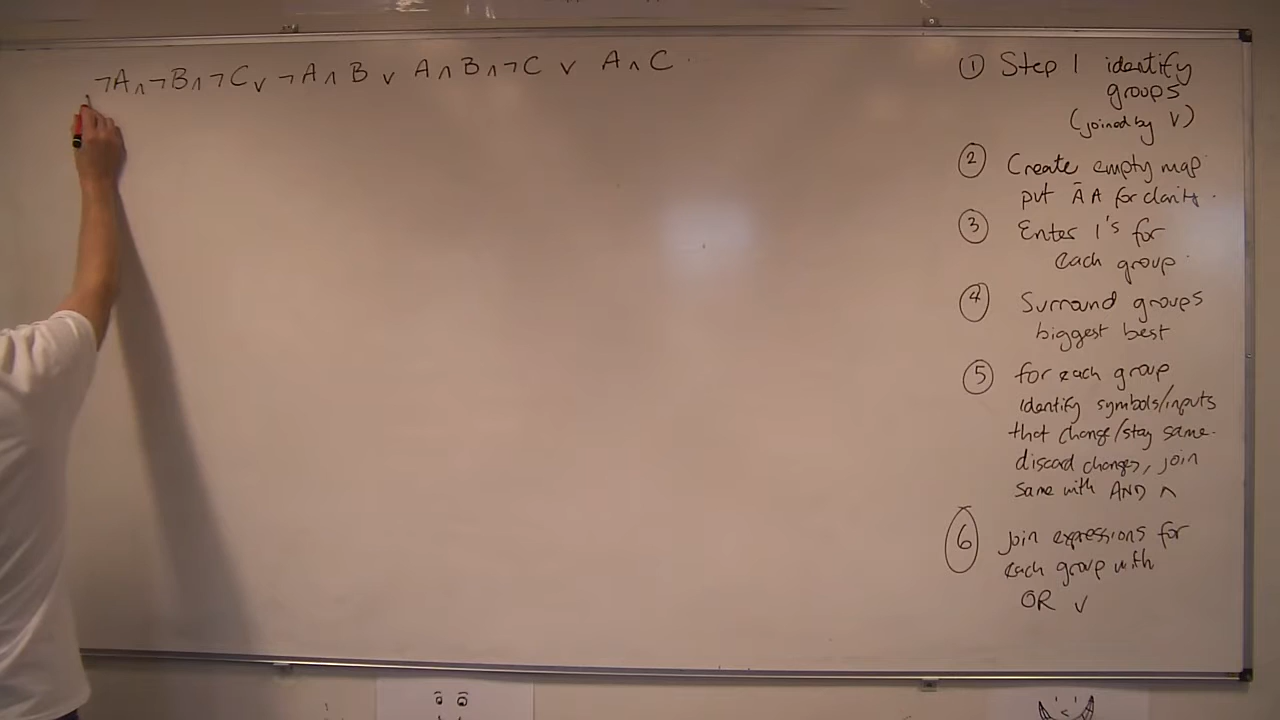 ¬A ∧ ¬B ∧ ¬C ∨ ¬A ∧ B ∨ A ∧ B ∧ ¬C ∨ A ∧ C
① Step 1 identify
groups
(joined by V)
② Create empty map
put Ā A for clarity.
③ Enter 1's for
each group.
④ Surround groups
biggest best
⑤ for each group
identify symbols/inputs
that change/stay same.
discard changes, join
same with AND ∧
⑥ join expressions for
each group with
OR ∨